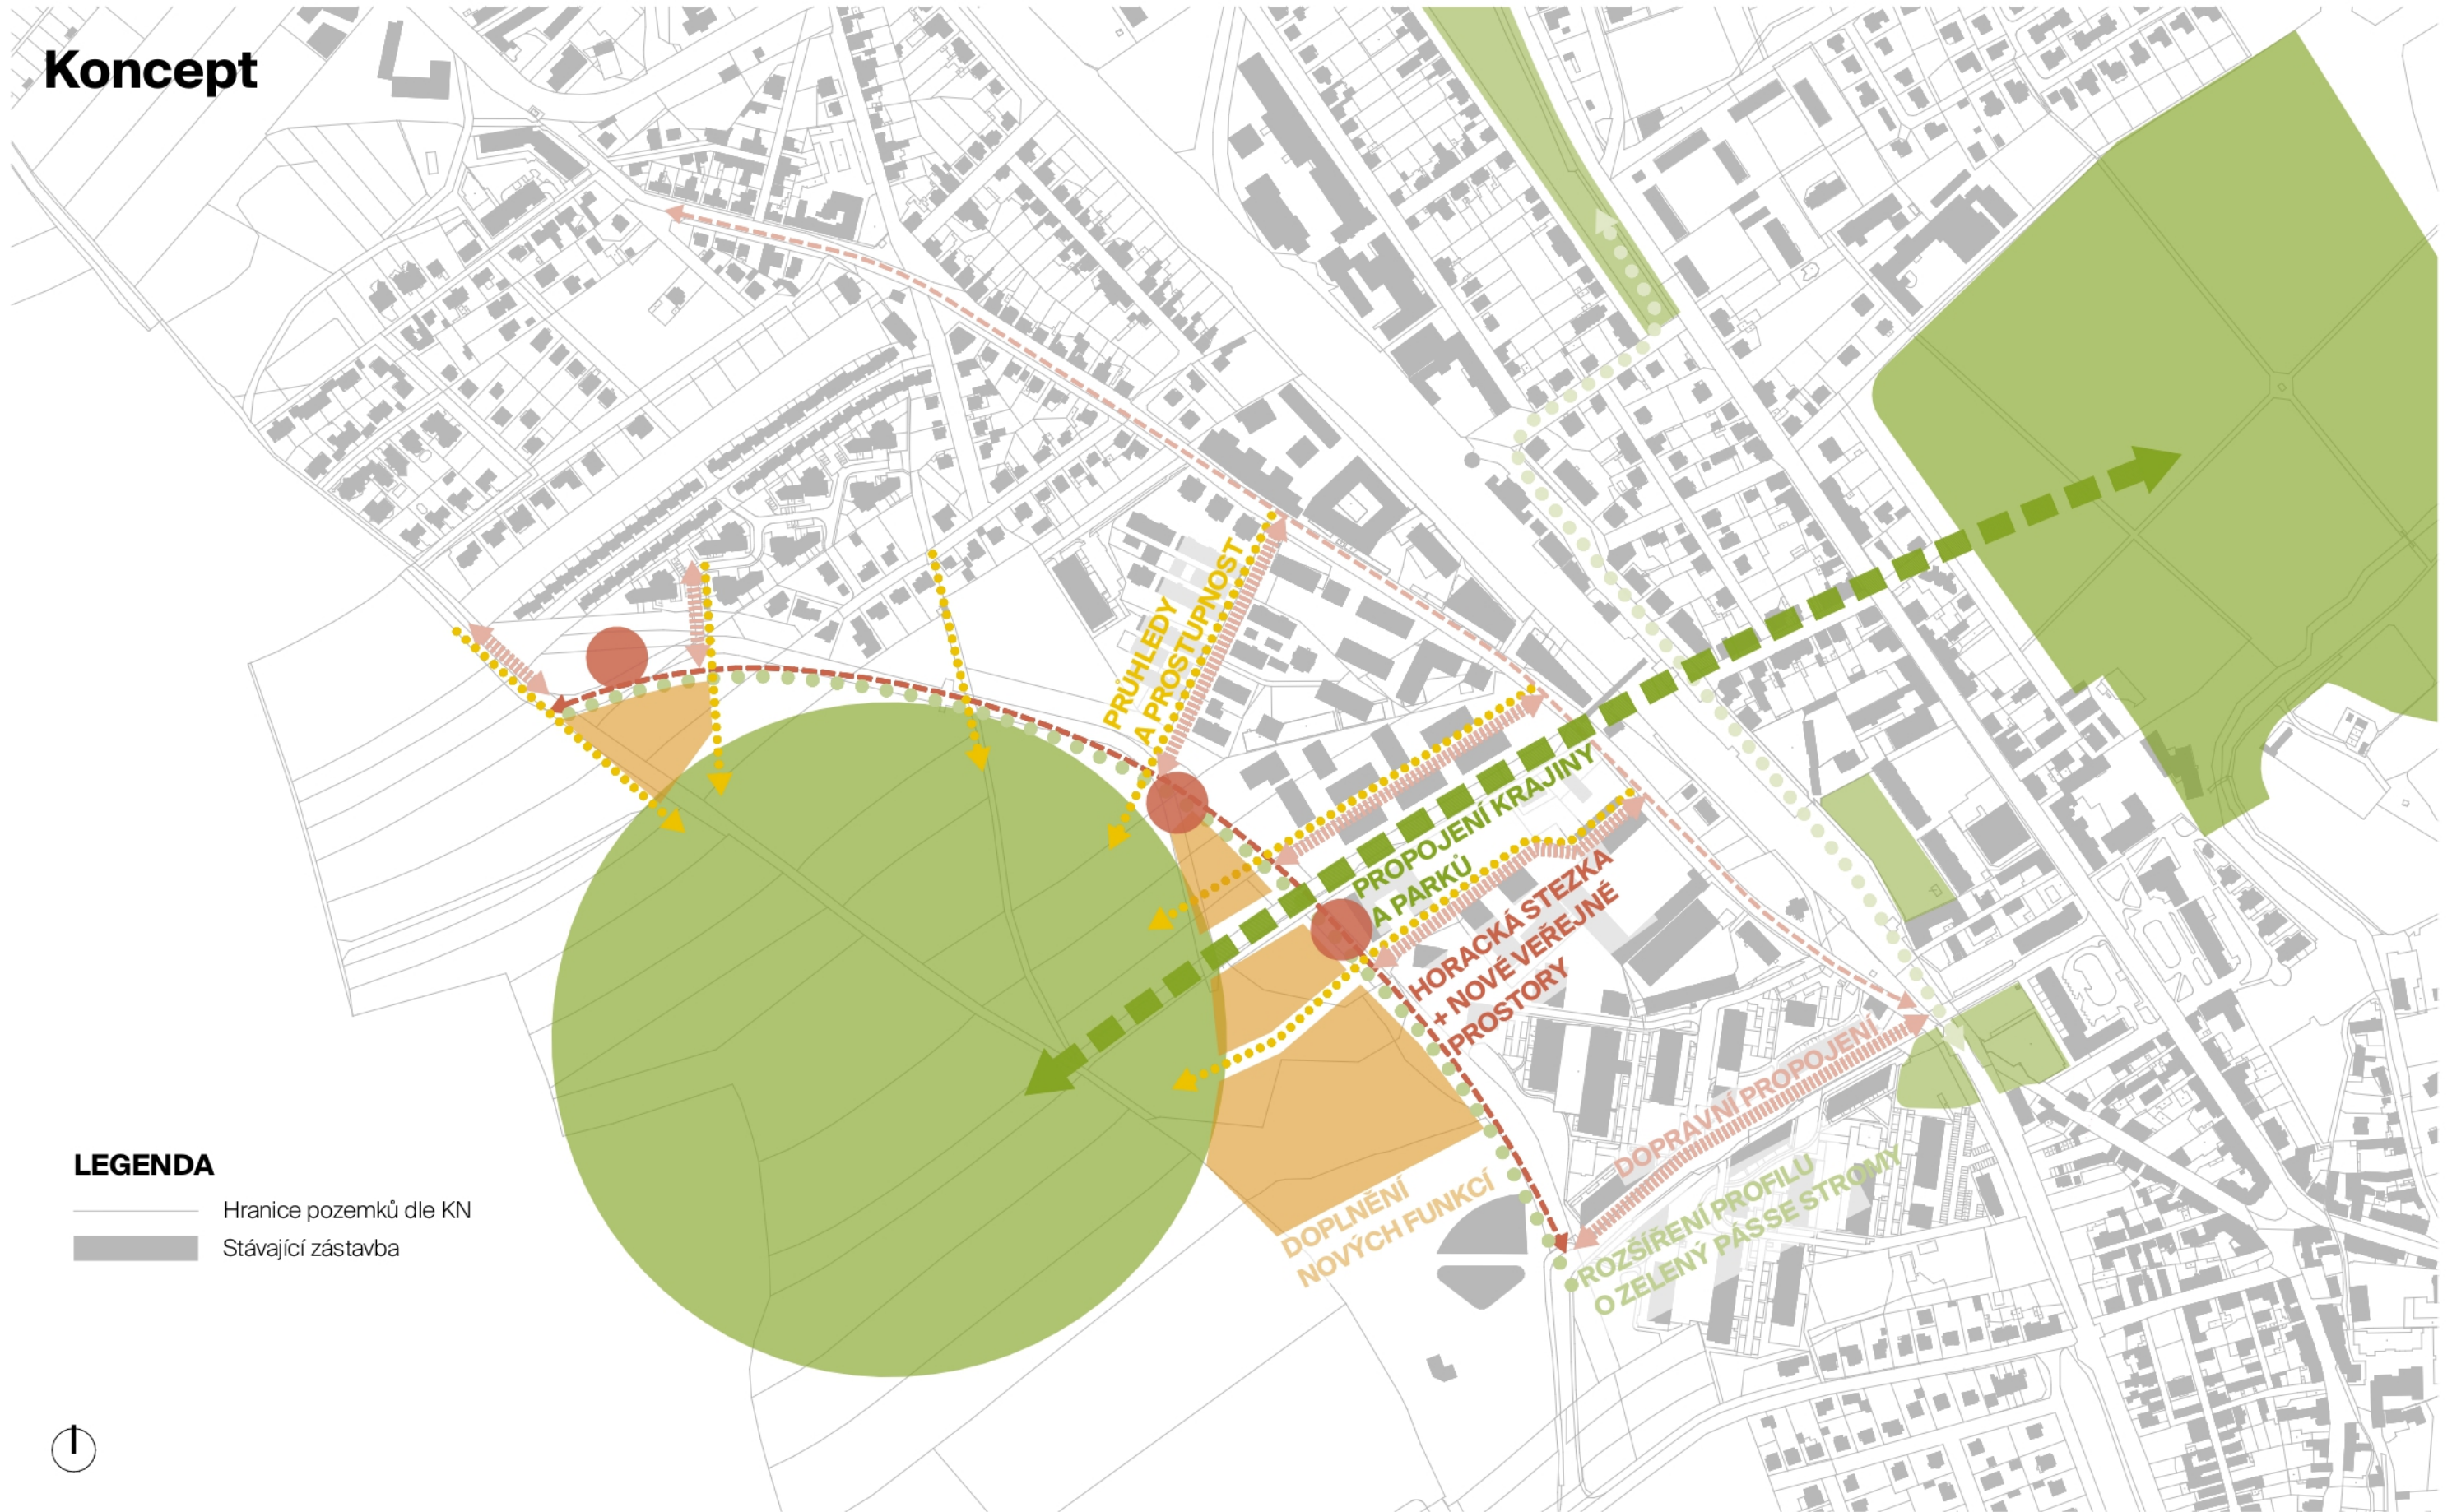 Koncept
PRŮHLEDY
A PROSTUPNOST
PROPOJENÍ KRAJINY
A PARKŮ
HORACKÁ STEZKA
+ NOVÉ VEŘEJNÉ
PROSTORY
DOPRAVNÍ PROPOJENÍ
ROZŠÍŘENÍ PROFILU
O ZELENÝ PÁS SE STROMY
DOPLNĚNÍ
NOVÝCH FUNKCÍ
LEGENDA
Hranice pozemků dle KN
Stávající zástavba